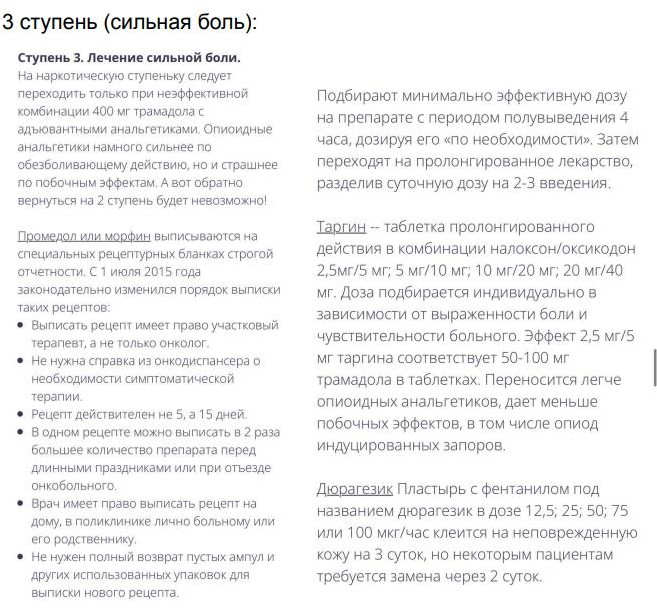 3 ступень (сильная боль):
Ступень 3. Лечение сильной боли.
На наркотическую ступеньку следует
переходить только при неэффективной
комбинации 400 мг трамадола с
адъювантными анальгетиками. Опиоидные
анальгетики намного сильнее по
обезболивающему действию, но и страшнее
по побочным эффектам. А вот обратно
вернуться на 2 ступень будет невозможно!
Промедол или морфин выписываются на
специальных рецептурных бланках строгой
отчетности. С 1 июля 2015 года
законодательно изменился порядок выписки
таких рецептов:
• Выписать рецепт имеет право участковый
терапевт, а не только онколог.
• Не нужна справка из онкодиспансера о
необходимости симптоматической
терапии.
• Рецепт действителен не 5, а 15 дней.
• В одном рецепте можно выписать в 2 раза
большее количество препарата перед
длинными праздниками или при отъезде
онкобольного.
• Врач имеет право выписать рецепт на
дому, в поликлинике лично больному или
его родственнику.
• Не нужен полный возврат пустых ампул и
других использованных упаковок для
выписки нового рецепта.
Подбирают минимально эффективную дозу
на препарате с периодом полувыведения 4
часа, дозируя его «по необходимости». Затем
переходят на пролонгированное лекарство,
разделив суточную дозу на 2-3 введения.
Таргин -- таблетка пролонгированного
действия в комбинации налоксон/оксикодон
2,5мг/5 мг; 5 мг/10 мг; 10 мг/20 мг; 20 мг/40
мг. Доза подбирается индивидуально в
зависимости от выраженности боли и
чувствительности больного. Эффект 2,5 мг/5
мг таргина соответствует 50-100 мг
трамадола в таблетках. Переносится легче
опиоидных анальгетиков, дает меньше
побочных эффектов, в том числе опиод
индуцированных запоров.
Дюрагезик Пластырь с фентанилом под
названием дюрагезик в дозе 12,5; 25; 50; 75
или 100 мкг/час клеится на неповрежденную
кожу на 3 суток, но некоторым пациентам
требуется замена через 2 суток.